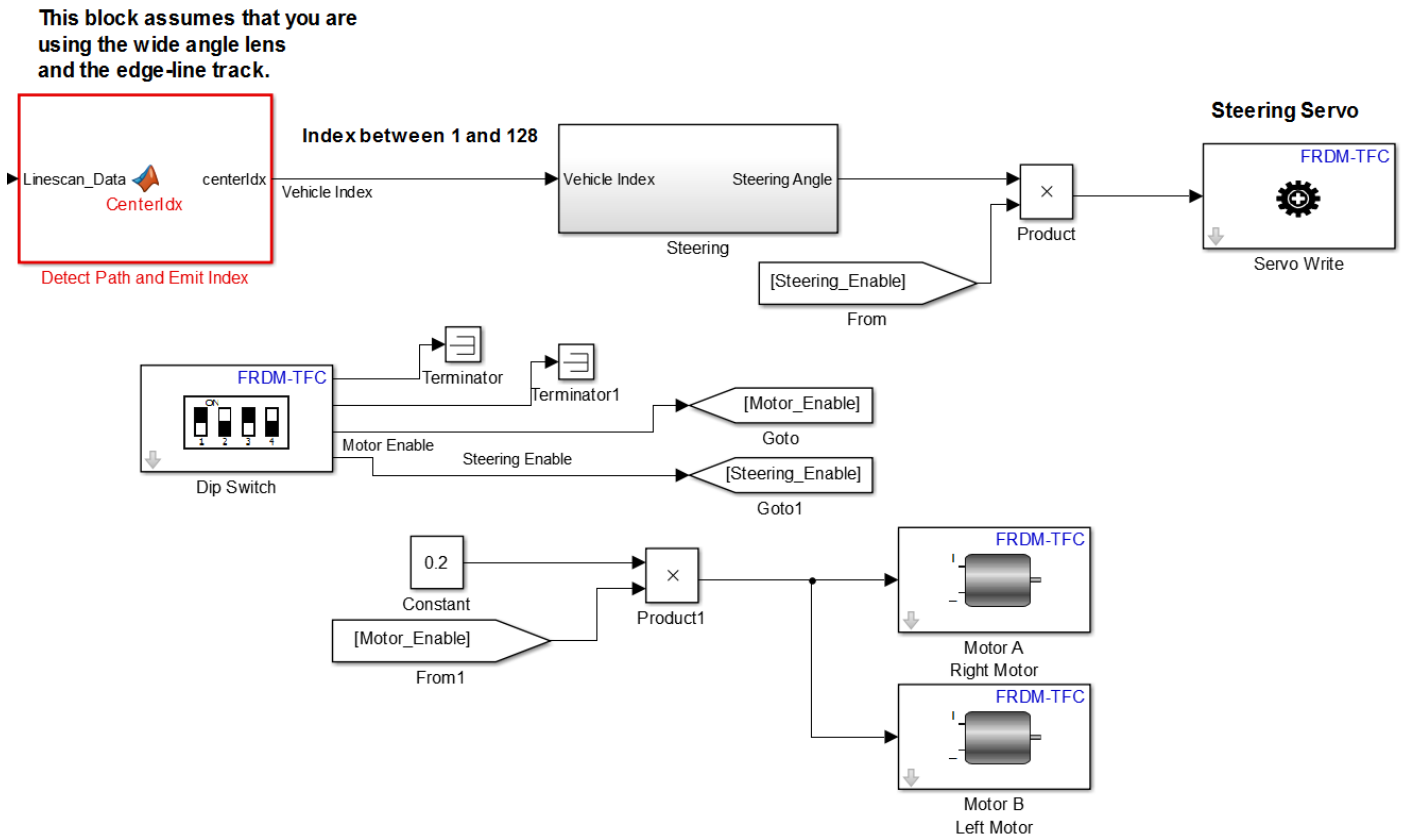 This block assumes that you are
using the wide angle lens
and the edge-line track.
Linescan_Data
centerIdx
CenterIdx
Detect Path and Emit Index
Index between 1 and 128
Vehicle Index
Vehicle Index
Steering Angle
Steering
×
Product
[Steering_Enable]
From
Steering Servo
FRDM-TFC
Servo Write
FRDM-TFC
ON
1 2 3 4
Dip Switch
Terminator
Terminator1
Motor Enable
Steering Enable
[Motor_Enable]
Goto
[Steering_Enable]
Goto1
0.2
Constant
[Motor_Enable]
From1
×
Product1
FRDM-TFC
Motor A
Right Motor
FRDM-TFC
Motor B
Left Motor